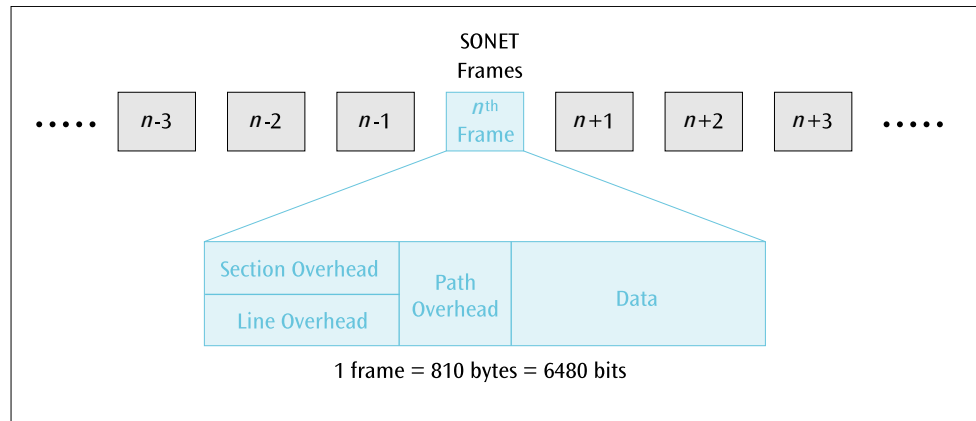 SONET
Frames
..... n-3 n-2 n-1 nth Frame n+1 n+2 n+3 .....
Section Overhead
Line Overhead
Path
Overhead
Data
1 frame = 810 bytes = 6480 bits